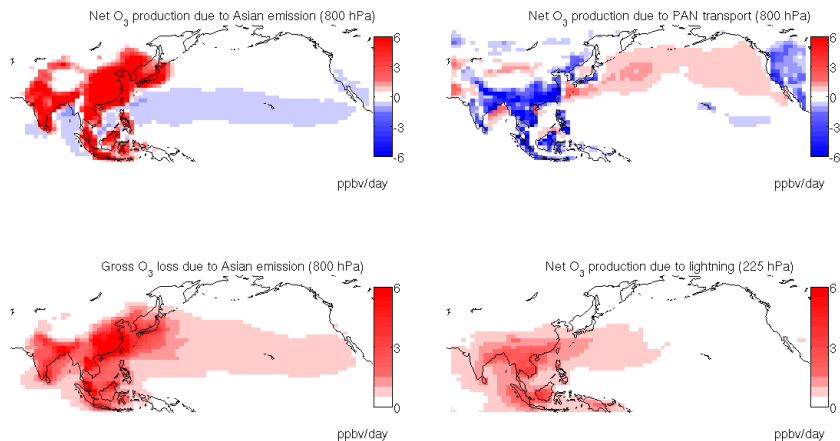 Net O₃ production due to Asian emission (800 hPa)
6
3
0
-3
-6
ppbv/day
Net O₃ production due to PAN transport (800 hPa)
6
3
0
-3
-6
ppbv/day
Gross O₃ loss due to Asian emission (800 hPa)
6
3
0
ppbv/day
Net O₃ production due to lightning (225 hPa)
6
3
0
ppbv/day